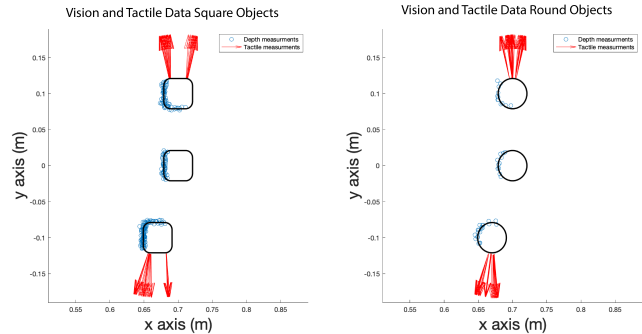 Vision and Tactile Data Square Objects
Depth measurments
Tactile measurments
0.15
0.1
0.05
0
-0.05
-0.1
-0.15
y axis (m)
0.55 0.6 0.65 0.7 0.75 0.8 0.85
x axis (m)
Vision and Tactile Data Round Objects
Depth measurments
Tactile measurments
0.15
0.1
0.05
0
-0.05
-0.1
-0.15
y axis (m)
0.55 0.6 0.65 0.7 0.75 0.8 0.85
x axis (m)